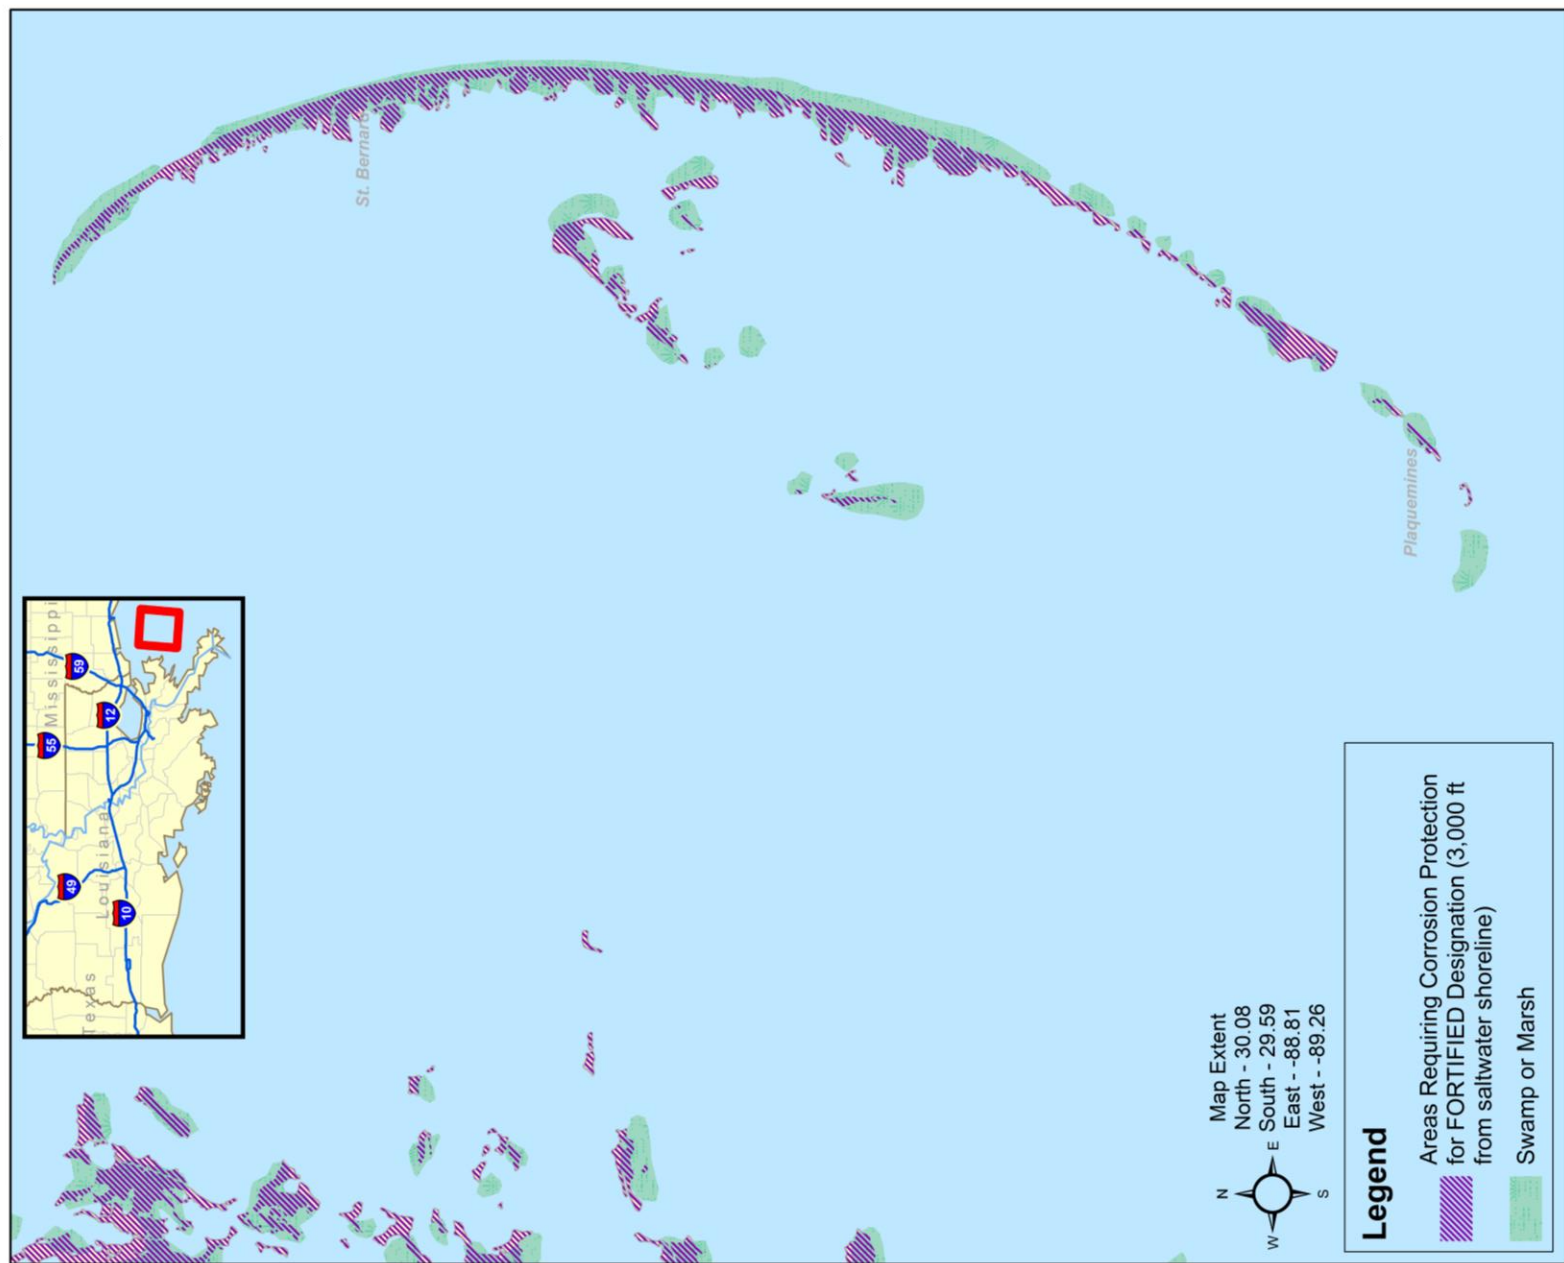 St. Bernard
Plaquemines
Mississippi
Louisiana
Texas
59
12
55
49
10
Map Extent
North - 30.08
South - 29.59
East - -88.81
West - -89.26
N
W
E
S
Legend
Areas Requiring Corrosion Protection
for FORTIFIED Designation (3,000 ft
from saltwater shoreline)
Swamp or Marsh